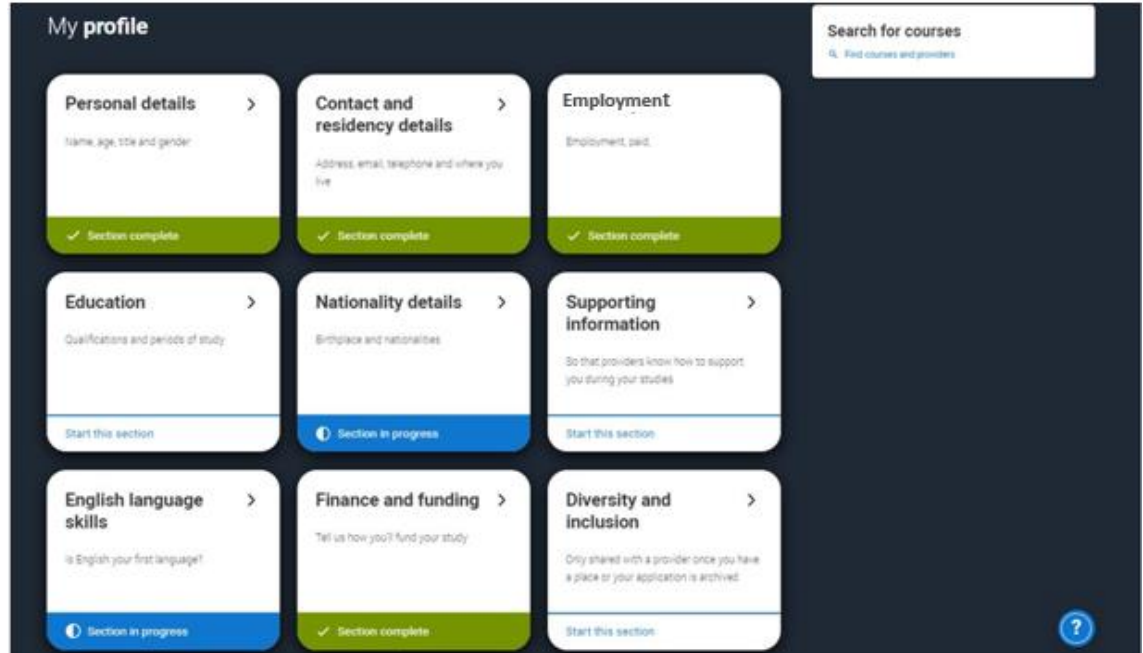 My profile
Search for courses
Find courses and providers
Personal details
Name, age, title and gender
Section complete
Contact and
residency details
Address, email, telephone and where you
live
Section complete
Employment
Employment, paid,
Section complete
Education
Qualifications and periods of study
Start this section
Nationality details
Birthplace and nationalities
Section in progress
Supporting
information
So that providers know how to support
you during your studies
Start this section
English language
skills
Is English your first language?
Section in progress
Finance and funding
Tell us how you'll fund your study
Section complete
Diversity and
inclusion
Only shared with a provider once you have
a place or your application is archived
Start this section
?